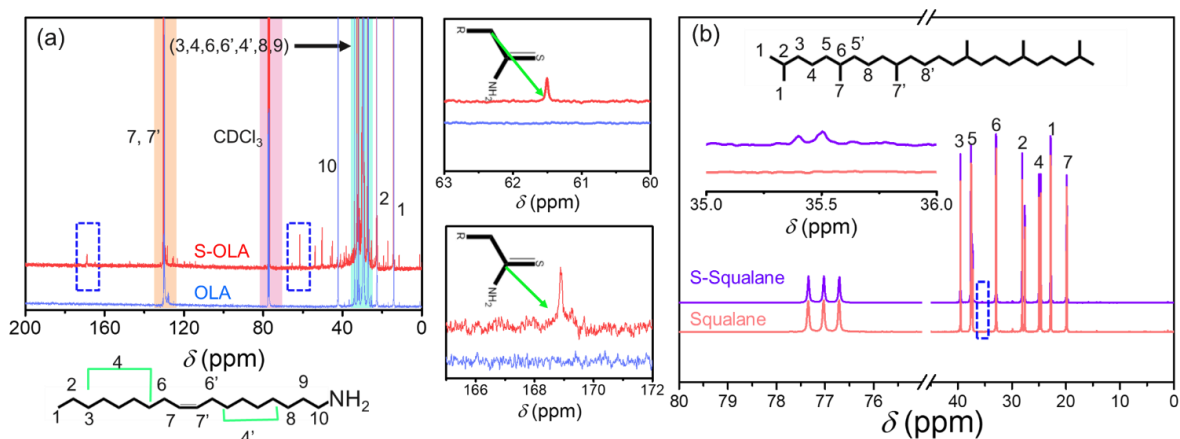 (a)
(3,4,6,6',4',8,9)
7, 7'
CDCl3
10
2
1
S-OLA
OLA
200 160 120 80 40 0
δ (ppm)
2 4 6 6' 9
NH2
1 3 7 7' 8 10
4'
R
S
NH2
63 62 61 60
δ (ppm)
R
S
NH2
165 170 172
δ (ppm)
(b)
40
1 2 3 5 6 5'
4 8 8'
1 7 7'
35.0 35.5 36.0
δ (ppm)
3 5 6 2 4 1 7
S-Squalane
Squalane
80 79 78 77 76 75 40 30 20 10 0
δ (ppm)